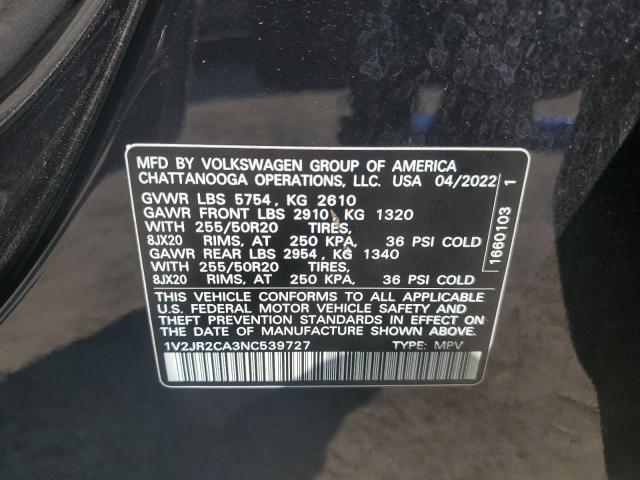 MFD BY VOLKSWAGEN GROUP OF AMERICA
CHATTANOOGA OPERATIONS, LLC. USA 04/2022
GVWR LBS 5754, KG 2610
GAWR FRONT LBS 2910, KG 1320
WITH 255/50R20 TIRES,
8JX20 RIMS, AT 250 KPA, 36 PSI COLD
GAWR REAR LBS 2954, KG 1340
WITH 255/50R20 TIRES,
8JX20 RIMS, AT 250 KPA, 36 PSI COLD
THIS VEHICLE CONFORMS TO ALL APPLICABLE
U.S. FEDERAL MOTOR VEHICLE SAFETY, BUMPER, AND
THEFT PREVENTION STANDARDS IN EFFECT ON
THE DATE OF MANUFACTURE SHOWN ABOVE.
1V2JR2CA3NC539727 TYPE: MPV
1660103 1